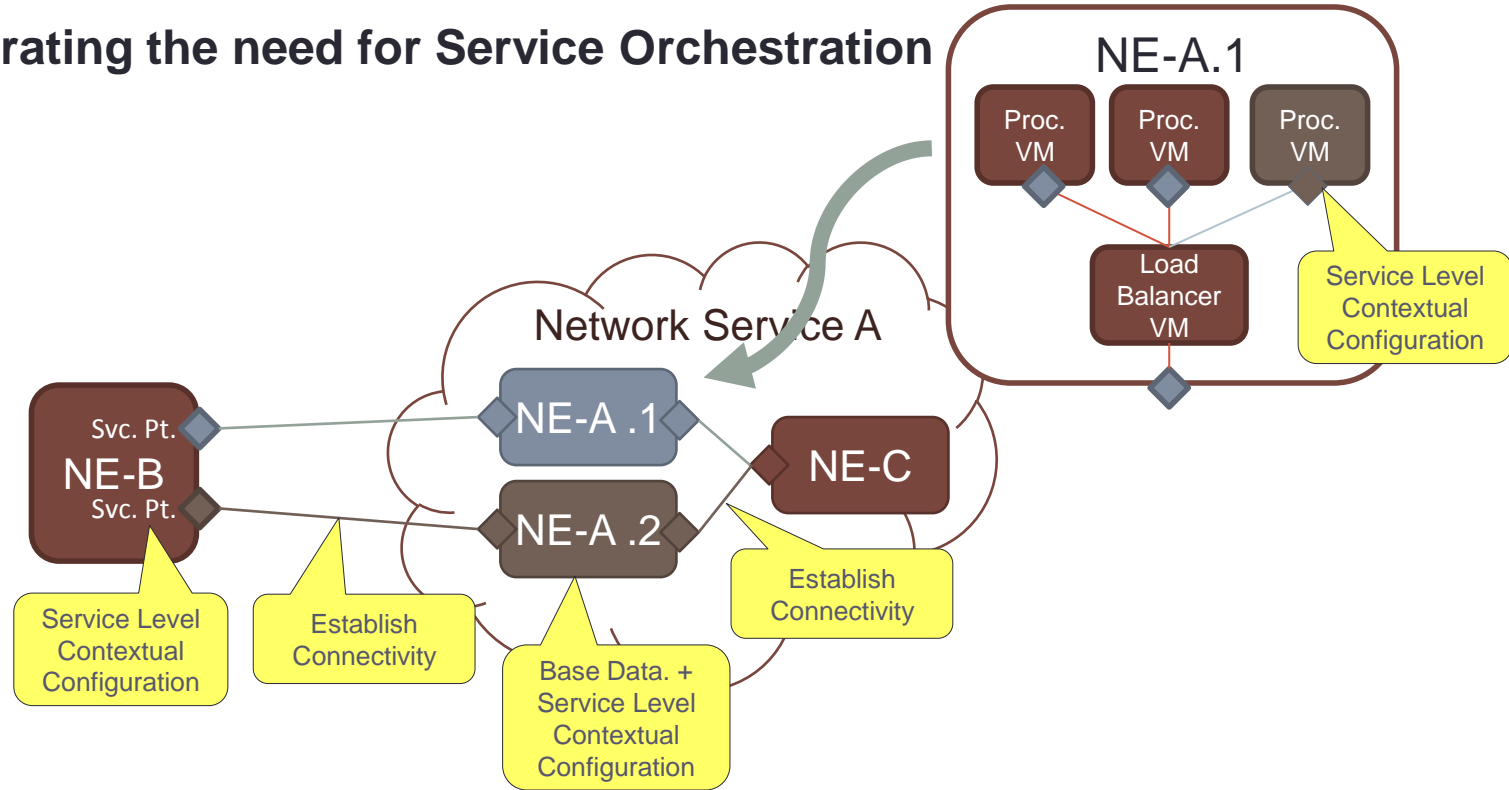 rating the need for Service Orchestration
NE-A.1
Proc.
VM
Proc.
VM
Proc.
VM
Load
Balancer
VM
Service Level
Contextual
Configuration
Network Service A
Svc. Pt.
NE-B
Svc. Pt.
NE-A .1
NE-A .2
NE-C
Service Level
Contextual
Configuration
Establish
Connectivity
Base Data. +
Service Level
Contextual
Configuration
Establish
Connectivity